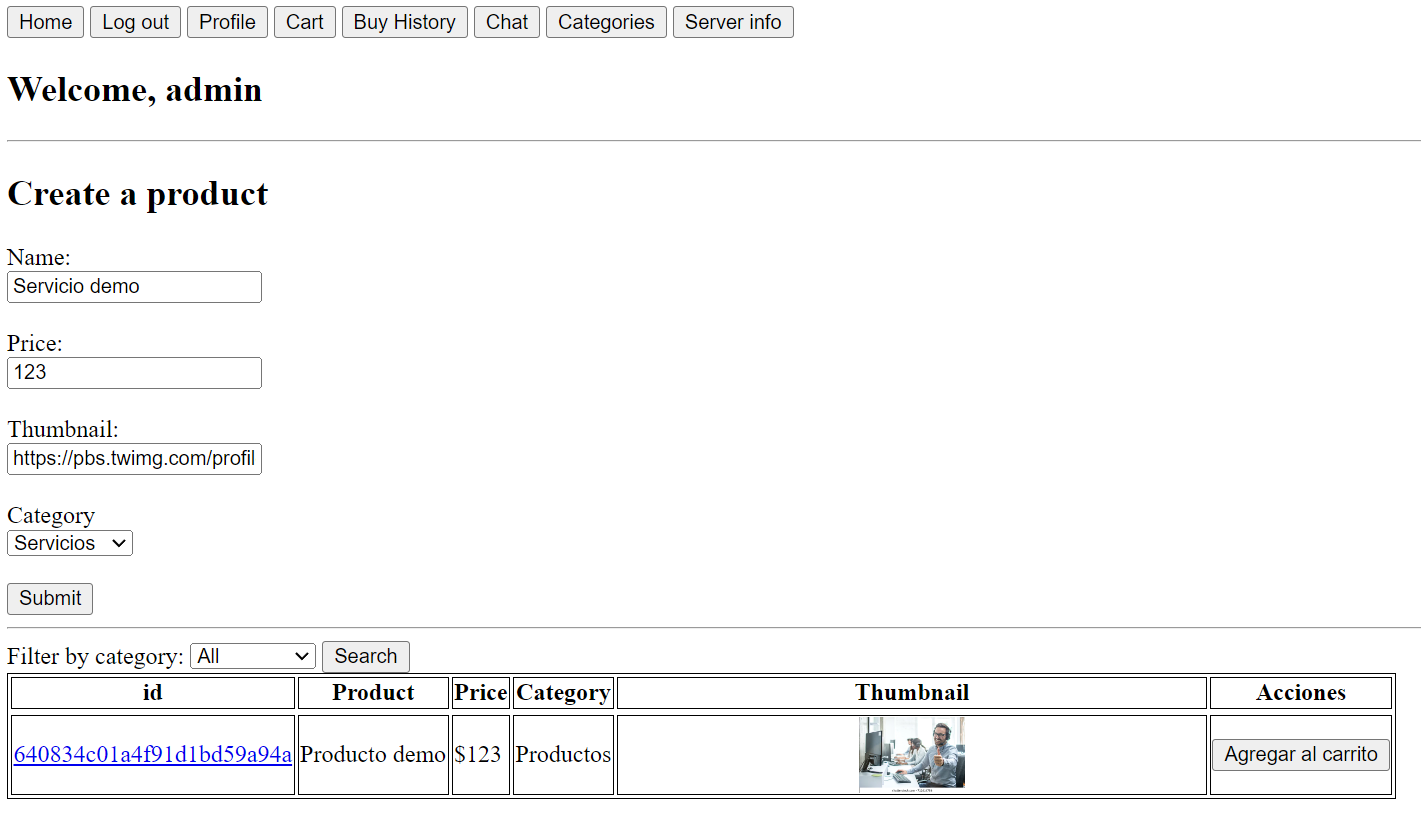 Home Log out Profile Cart Buy History Chat Categories Server info
Welcome, admin
Create a product
Name:
Servicio demo
Price:
123
Thumbnail:
https://pbs.twimg.com/profil
Category
Servicios
Submit
Filter by category: All Search
id Product Price Category Thumbnail Acciones
640834c01a4f91d1bd59a94a Producto demo $123 Productos Agregar al carrito